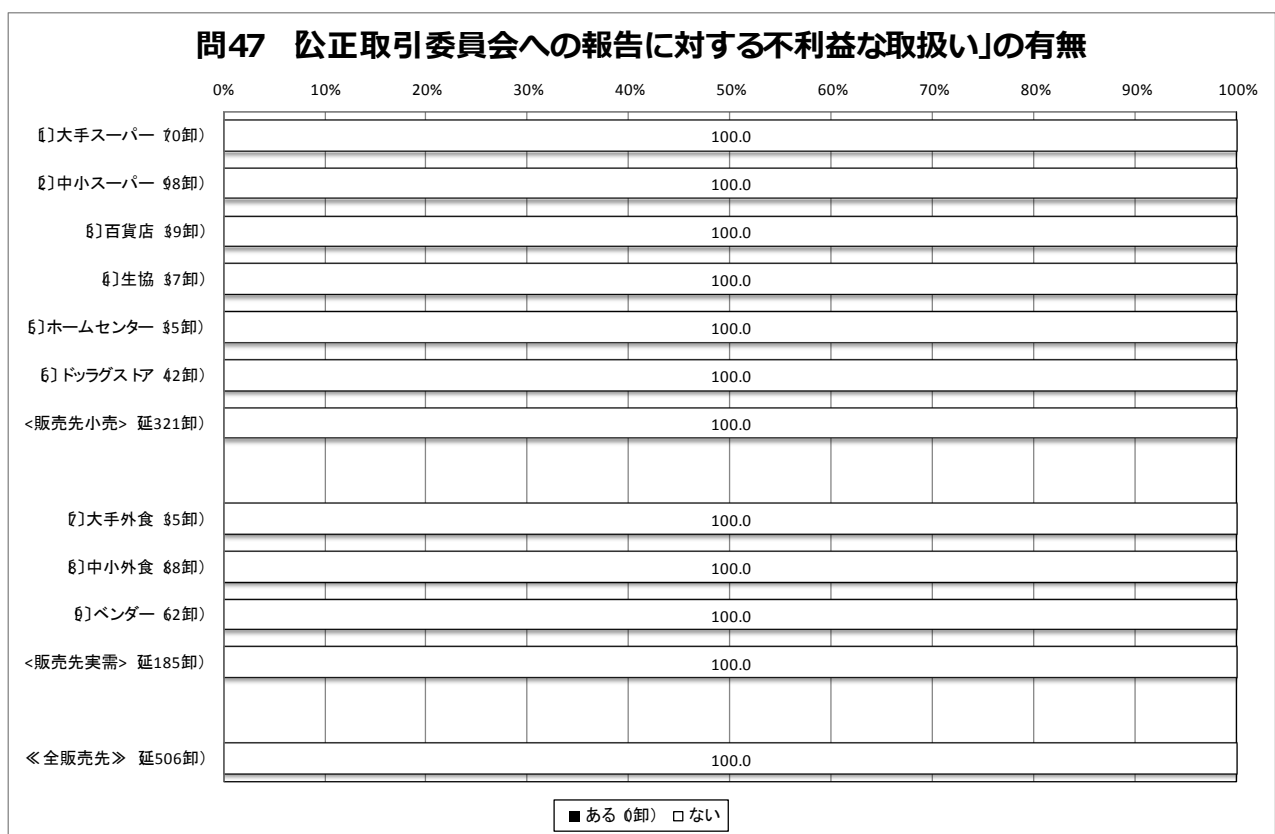 問47 「公正取引委員会への報告に対する不利益な取扱い」の有無
0% 10% 20% 30% 40% 50% 60% 70% 80% 90% 100%
〔1〕大手スーパー (70卸) 100.0
〔2〕中小スーパー (98卸) 100.0
〔3〕百貨店 (39卸) 100.0
〔4〕生協 (37卸) 100.0
〔5〕ホームセンター (35卸) 100.0
〔6〕ドッラグストア (42卸) 100.0
<販売先小売> (延321卸) 100.0
〔7〕大手外食 (35卸) 100.0
〔8〕中小外食 (88卸) 100.0
〔9〕ベンダー (62卸) 100.0
<販売先実需> (延185卸) 100.0
≪全販売先≫ (延506卸) 100.0
■ある (0卸) □ない